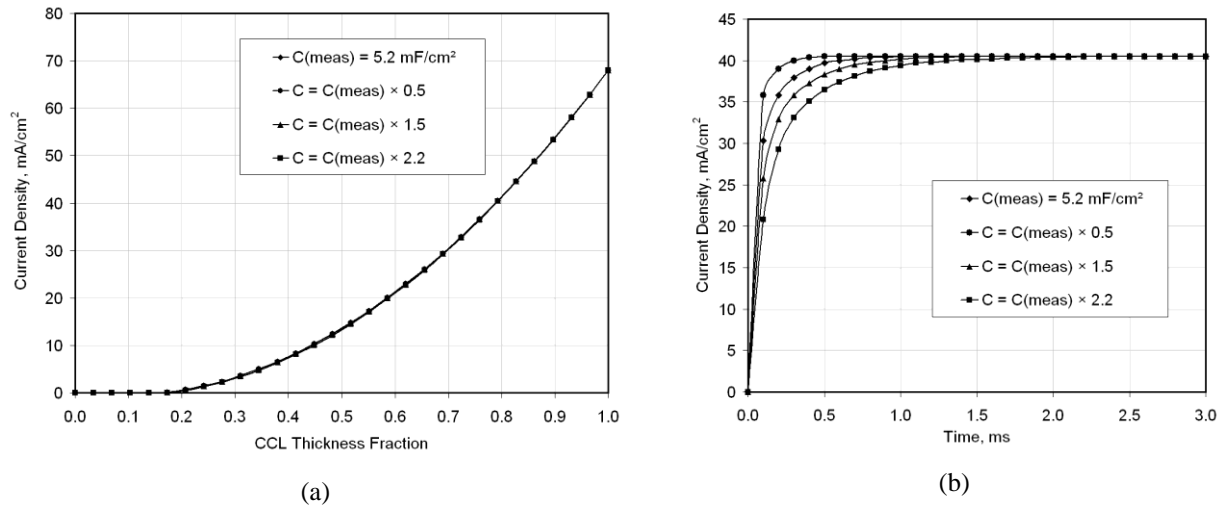 80
70
60
50
40
30
20
10
0
Current Density, mA/cm²
C(meas) = 5.2 mF/cm²
C = C(meas) × 0.5
C = C(meas) × 1.5
C = C(meas) × 2.2
0.0 0.1 0.2 0.3 0.4 0.5 0.6 0.7 0.8 0.9 1.0
CCL Thickness Fraction
(a)
45
40
35
30
25
20
15
10
5
0
Current Density, mA/cm²
C(meas) = 5.2 mF/cm²
C = C(meas) × 0.5
C = C(meas) × 1.5
C = C(meas) × 2.2
0.0 0.5 1.0 1.5 2.0 2.5 3.0
Time, ms
(b)